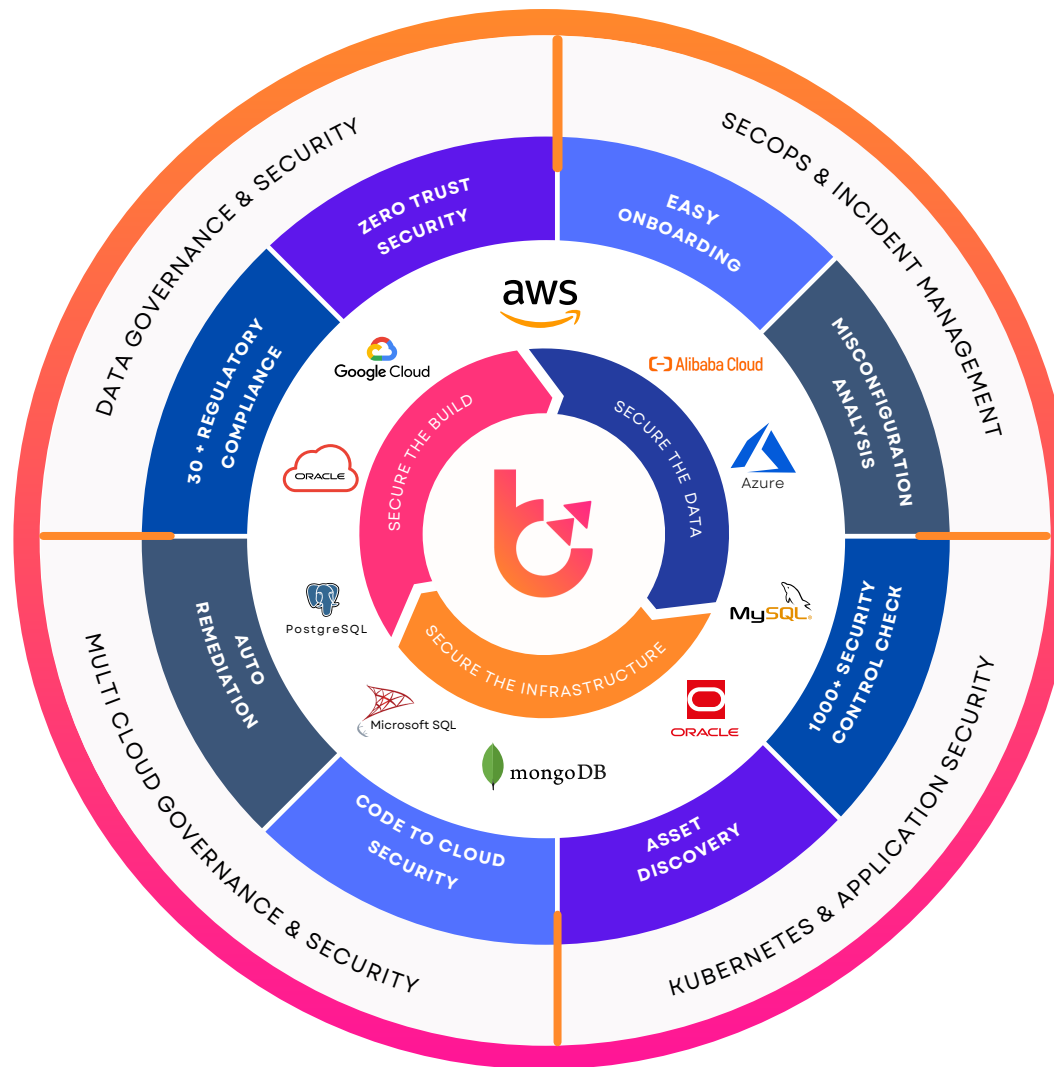 DATA GOVERNANCE & SECURITY
SECOPS & INCIDENT MANAGEMENT
ZERO TRUST
SECURITY
EASY
ONBOARDING
30 + REGULATORY
COMPLIANCE
MISCONFIGURATION
ANALYSIS
aws
Google Cloud
Alibaba Cloud
ORACLE
Azure
SECURE THE BUILD
SECURE THE DATA
SECURE THE INFRASTRUCTURE
PostgreSQL
MySQL®
Microsoft SQL
ORACLE
mongoDB
AUTO
REMEDIATION
1000+ SECURITY
CONTROL CHECK
CODE TO CLOUD
SECURITY
ASSET
DISCOVERY
MULTI CLOUD GOVERNANCE & SECURITY
KUBERNETES & APPLICATION SECURITY